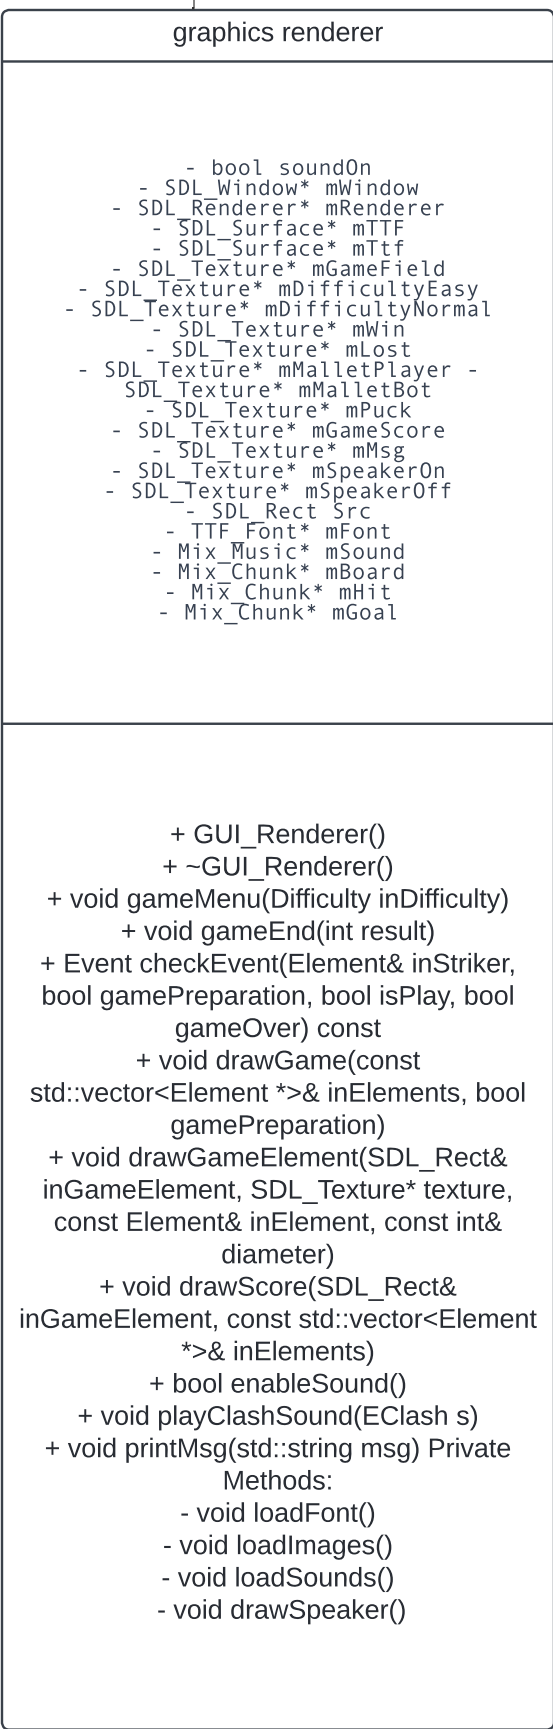 graphics renderer
- bool soundOn
- SDL_Window* mWindow
- SDL_Renderer* mRenderer
- SDL_Surface* mTTF
- SDL_Surface* mTtf
- SDL_Texture* mGameField
- SDL_Texture* mDifficultyEasy
- SDL_Texture* mDifficultyNormal
- SDL_Texture* mWin
- SDL_Texture* mLost
- SDL_Texture* mMalletPlayer -
SDL_Texture* mMalletBot
- SDL_Texture* mPuck
- SDL_Texture* mGameScore
- SDL_Texture* mMsg
- SDL_Texture* mSpeakerOn
- SDL_Texture* mSpeakerOff
- SDL_Rect Src
- TTF_Font* mFont
- Mix_Music* mSound
- Mix_Chunk* mBoard
- Mix_Chunk* mHit
- Mix_Chunk* mGoal
+ GUI_Renderer()
+ ~GUI_Renderer()
+ void gameMenu(Difficulty inDifficulty)
+ void gameEnd(int result)
+ Event checkEvent(Element& inStriker,
bool gamePreparation, bool isPlay, bool
gameOver) const
+ void drawGame(const
std::vector<Element *>& inElements, bool
gamePreparation)
+ void drawGameElement(SDL_Rect&
inGameElement, SDL_Texture* texture,
const Element& inElement, const int&
diameter)
+ void drawScore(SDL_Rect&
inGameElement, const std::vector<Element
*>& inElements)
+ bool enableSound()
+ void playClashSound(EClash s)
+ void printMsg(std::string msg) Private
Methods:
- void loadFont()
- void loadImages()
- void loadSounds()
- void drawSpeaker()